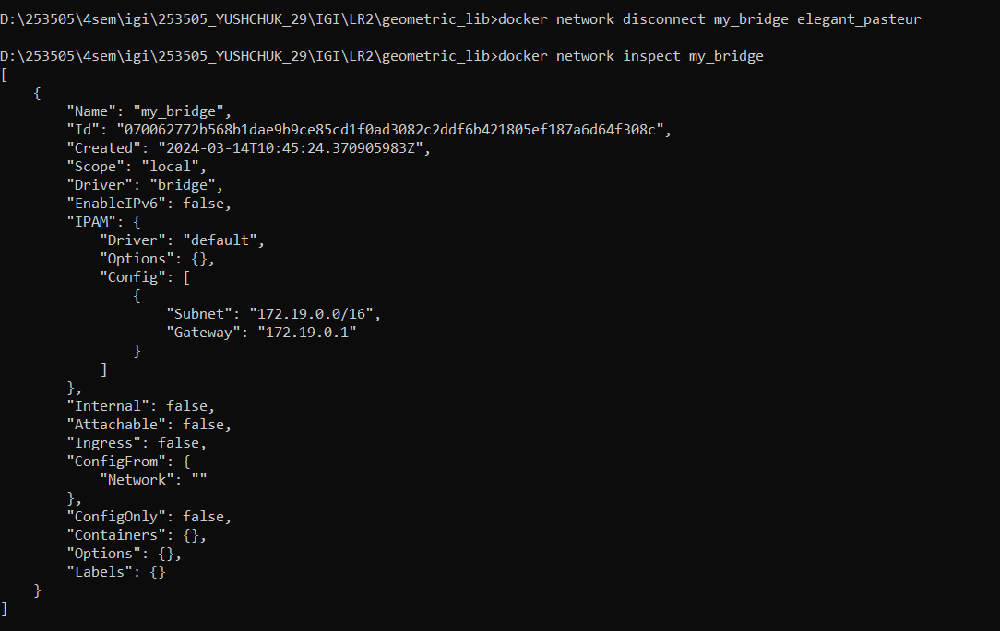 D:\253505\4sem\igi\253505_YUSHCHUK_29\IGI\LR2\geometric_lib>docker network disconnect my_bridge elegant_pasteur
D:\253505\4sem\igi\253505_YUSHCHUK_29\IGI\LR2\geometric_lib>docker network inspect my_bridge
[
    {
        "Name": "my_bridge",
        "Id": "070062772b568b1dae9b9ce85cd1f0ad3082c2ddf6b421805ef187a6d64f308c",
        "Created": "2024-03-14T10:45:24.370905983Z",
        "Scope": "local",
        "Driver": "bridge",
        "EnableIPv6": false,
        "IPAM": {
            "Driver": "default",
            "Options": {},
            "Config": [
                {
                    "Subnet": "172.19.0.0/16",
                    "Gateway": "172.19.0.1"
                }
            ]
        },
        "Internal": false,
        "Attachable": false,
        "Ingress": false,
        "ConfigFrom": {
            "Network": ""
        },
        "ConfigOnly": false,
        "Containers": {},
        "Options": {},
        "Labels": {}
    }
]